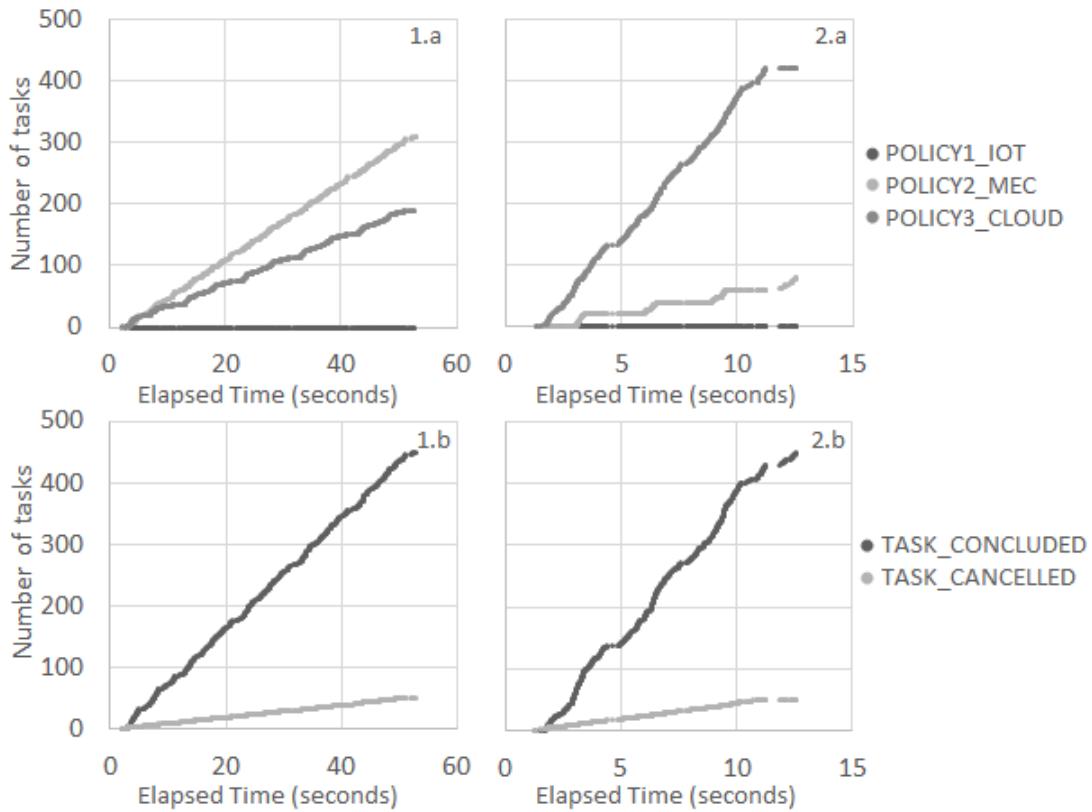 500
400
300
200
100
0
Number of tasks
1.a
0 20 40 60
Elapsed Time (seconds)
2.a
0 5 10 15
Elapsed Time (seconds)
POLICY1_IOT
POLICY2_MEC
POLICY3_CLOUD
500
400
300
200
100
0
Number of tasks
1.b
0 20 40 60
Elapsed Time (seconds)
2.b
0 5 10 15
Elapsed Time (seconds)
TASK_CONCLUDED
TASK_CANCELLED